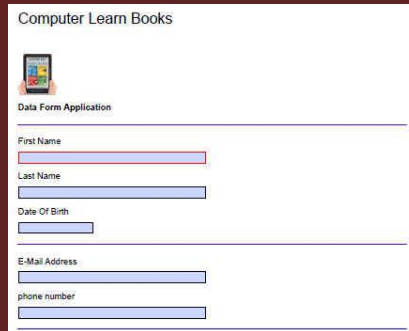 Computer Learn Books
Data Form Application
First Name
Last Name
Date Of Birth
E-Mail Address
phone number